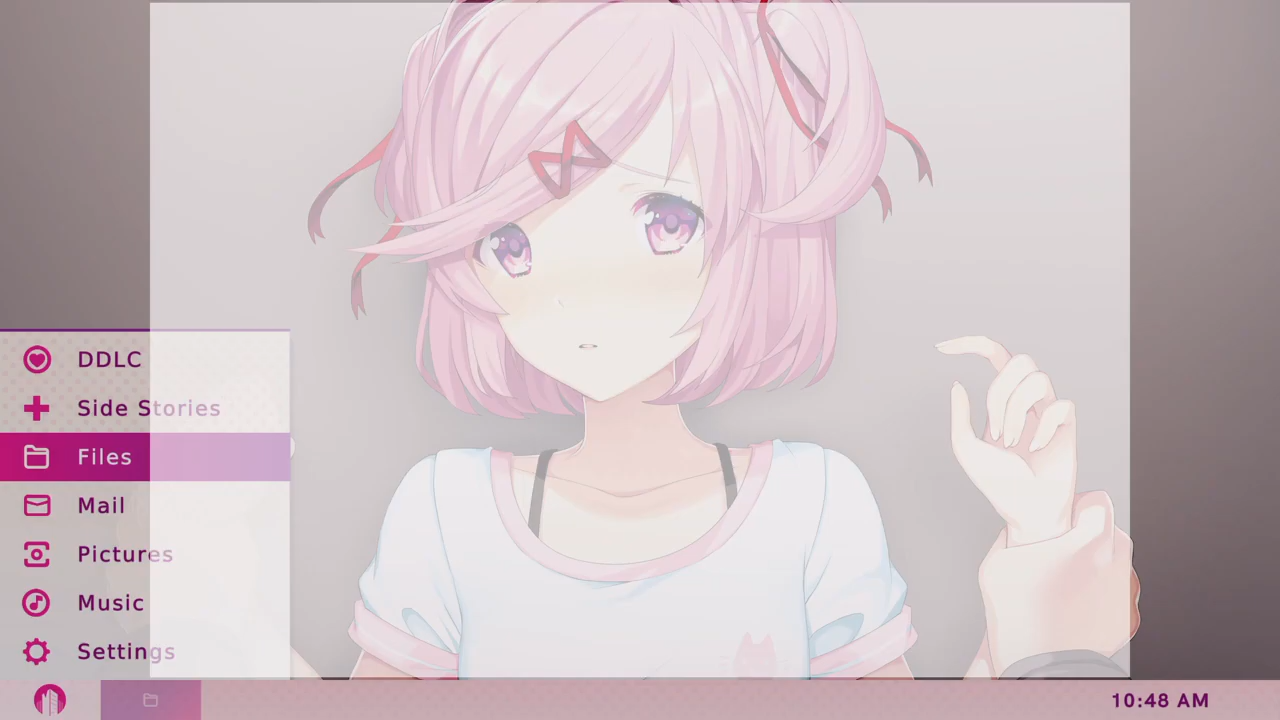 DDLC
Side Stories
Files
Mail
Pictures
Music
Settings
10:48 AM